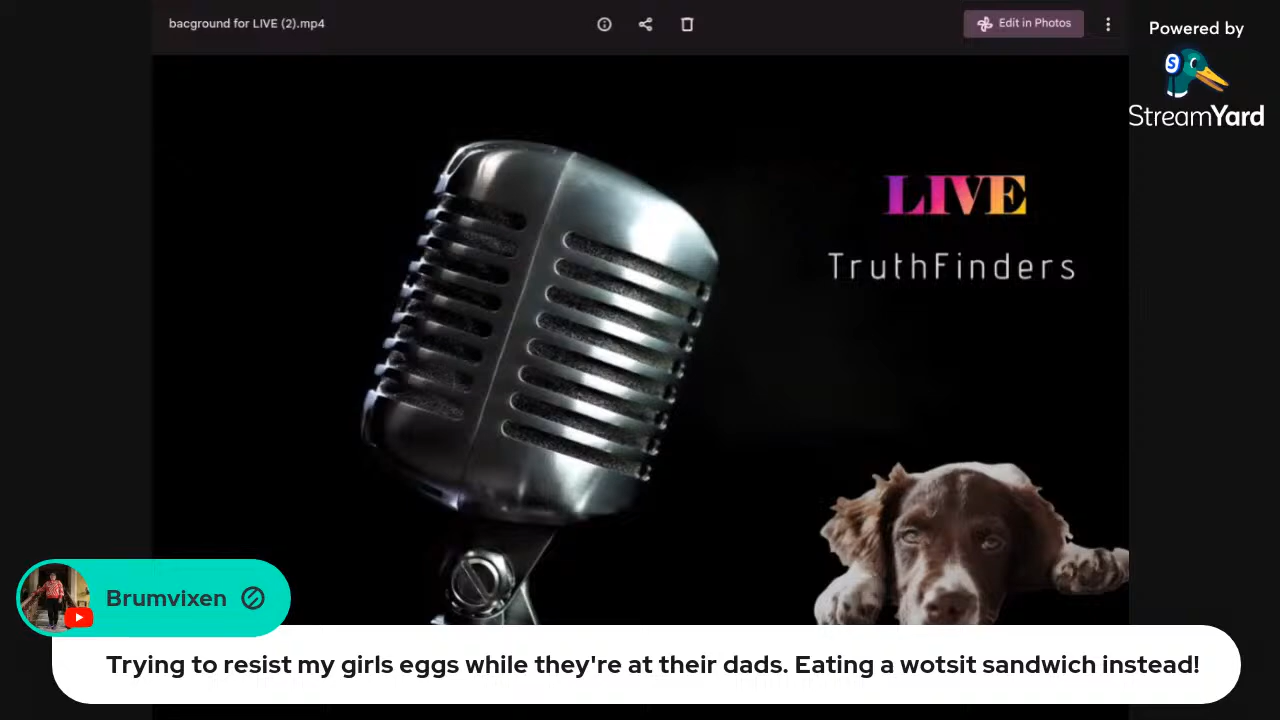 bacground for LIVE (2).mp4
Edit in Photos
Powered by
S
StreamYard
LIVE
TruthFinders
Brumvixen
Trying to resist my girls eggs while they're at their dads. Eating a wotsit sandwich instead!